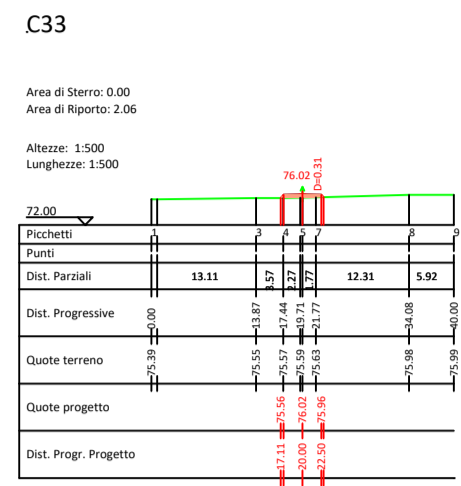 C33
Area di Sterro: 0.00
Area di Riporto: 2.06
Altezze: 1:500
Lunghezze: 1:500
76.02
D=0.31
72.00
Picchetti 1 3 4 5 7 8 9
Punti
Dist. Parziali 13.11 3.57 2.27 1.77 12.31 5.92
Dist. Progressive 0.00 13.87 17.44 19.71 21.77 34.08 40.00
Quote terreno 75.39 75.55 75.57 75.59 75.63 75.98 75.99
Quote progetto 75.56 76.02 75.96
Dist. Progr. Progetto 17.11 20.00 22.50